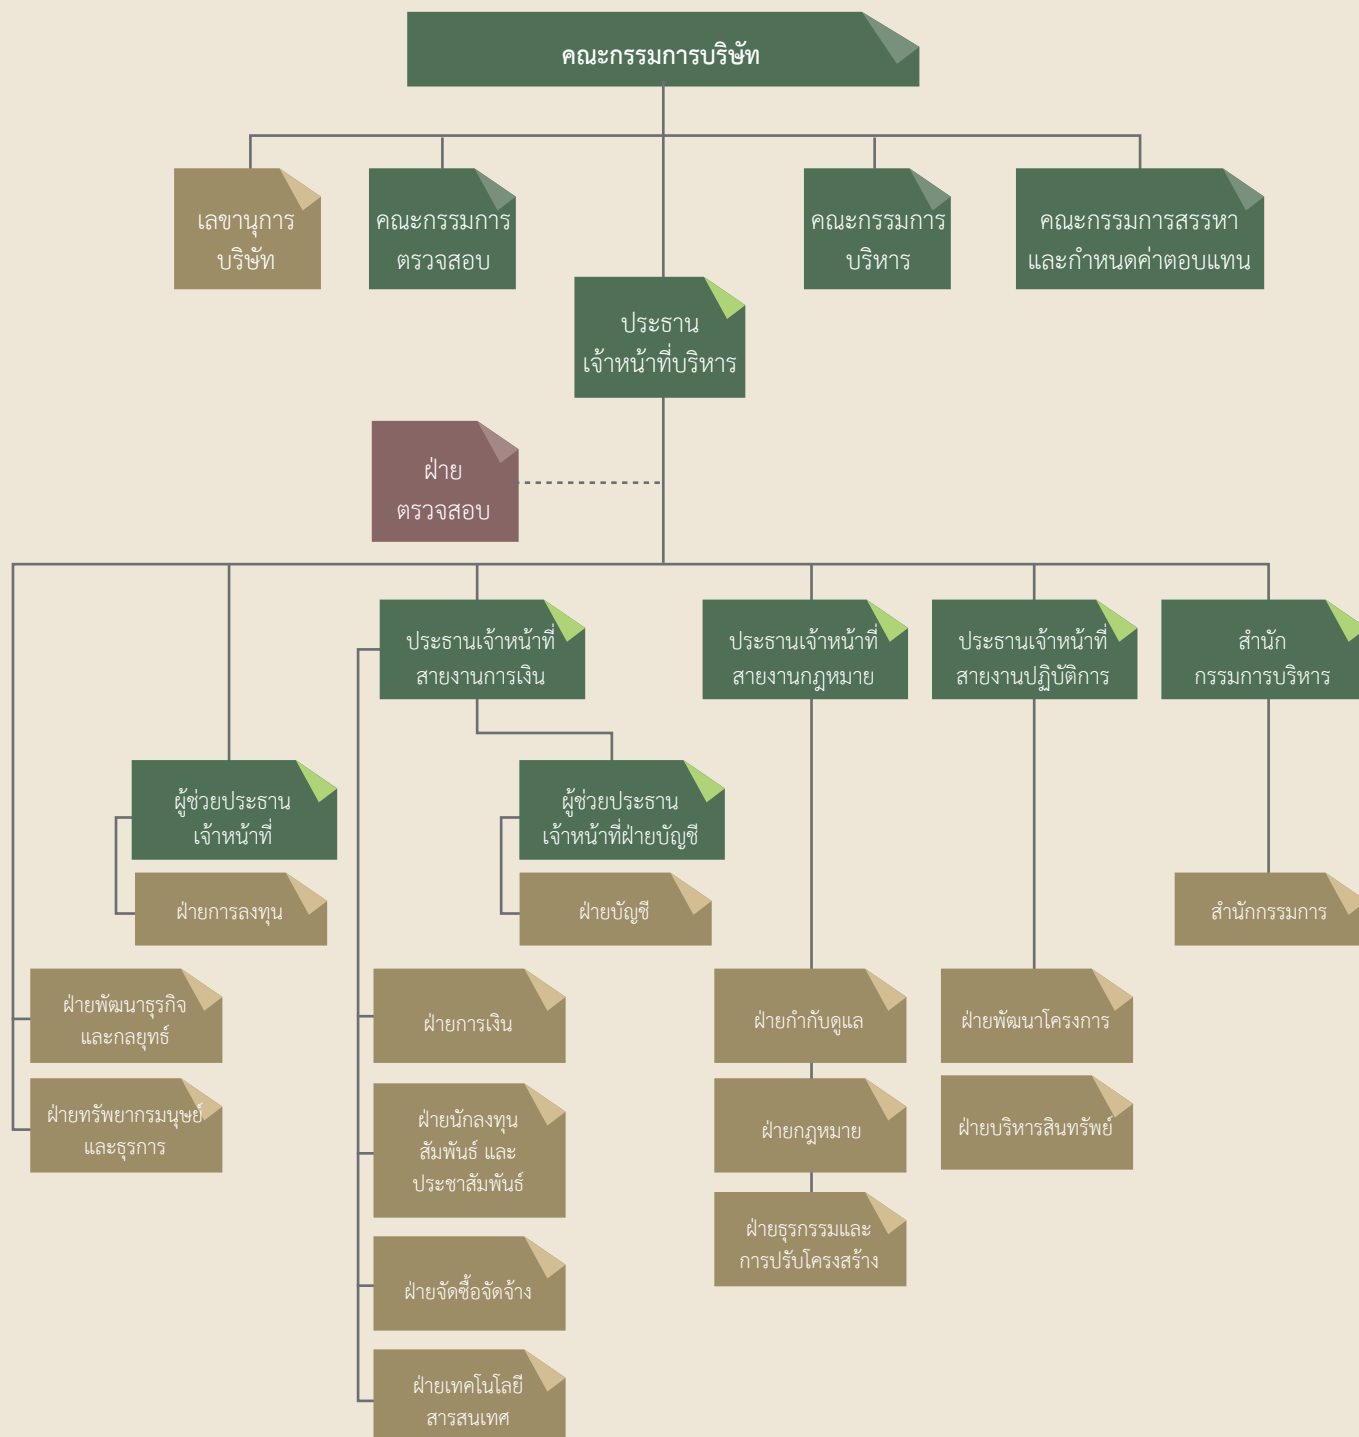 คณะกรรมการบริษัท
เลขานุการ
บริษัท
คณะกรรมการ
ตรวจสอบ
คณะกรรมการ
บริหาร
คณะกรรมการสรรหา
และกำหนดค่าตอบแทน
ประธาน
เจ้าหน้าที่บริหาร
ฝ่าย
ตรวจสอบ
ประธานเจ้าหน้าที่
สายงานการเงิน
ประธานเจ้าหน้าที่
สายงานกฎหมาย
ประธานเจ้าหน้าที่
สายงานปฏิบัติการ
สำนัก
กรรมการบริหาร
ผู้ช่วยประธาน
เจ้าหน้าที่
ผู้ช่วยประธาน
เจ้าหน้าที่ฝ่ายบัญชี
ฝ่ายการลงทุน
ฝ่ายบัญชี
สำนักกรรมการ
ฝ่ายพัฒนาธุรกิจ
และกลยุทธ์
ฝ่ายการเงิน
ฝ่ายกำกับดูแล
ฝ่ายพัฒนาโครงการ
ฝ่ายทรัพยากรมนุษย์
และธุรการ
ฝ่ายนักลงทุน
สัมพันธ์ และ
ประชาสัมพันธ์
ฝ่ายกฎหมาย
ฝ่ายบริหารสินทรัพย์
ฝ่ายธุรกรรมและ
การปรับโครงสร้าง
ฝ่ายจัดซื้อจัดจ้าง
ฝ่ายเทคโนโลยี
สารสนเทศ